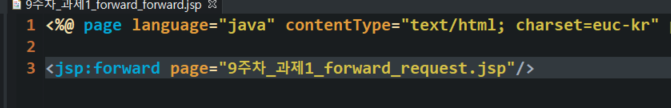 9주차_과제1_forward_forward.jsp
1 <%@ page language="java" contentType="text/html; charset=euc-kr"
2
3 <jsp:forward page="9주차_과제1_forward_request.jsp"/>